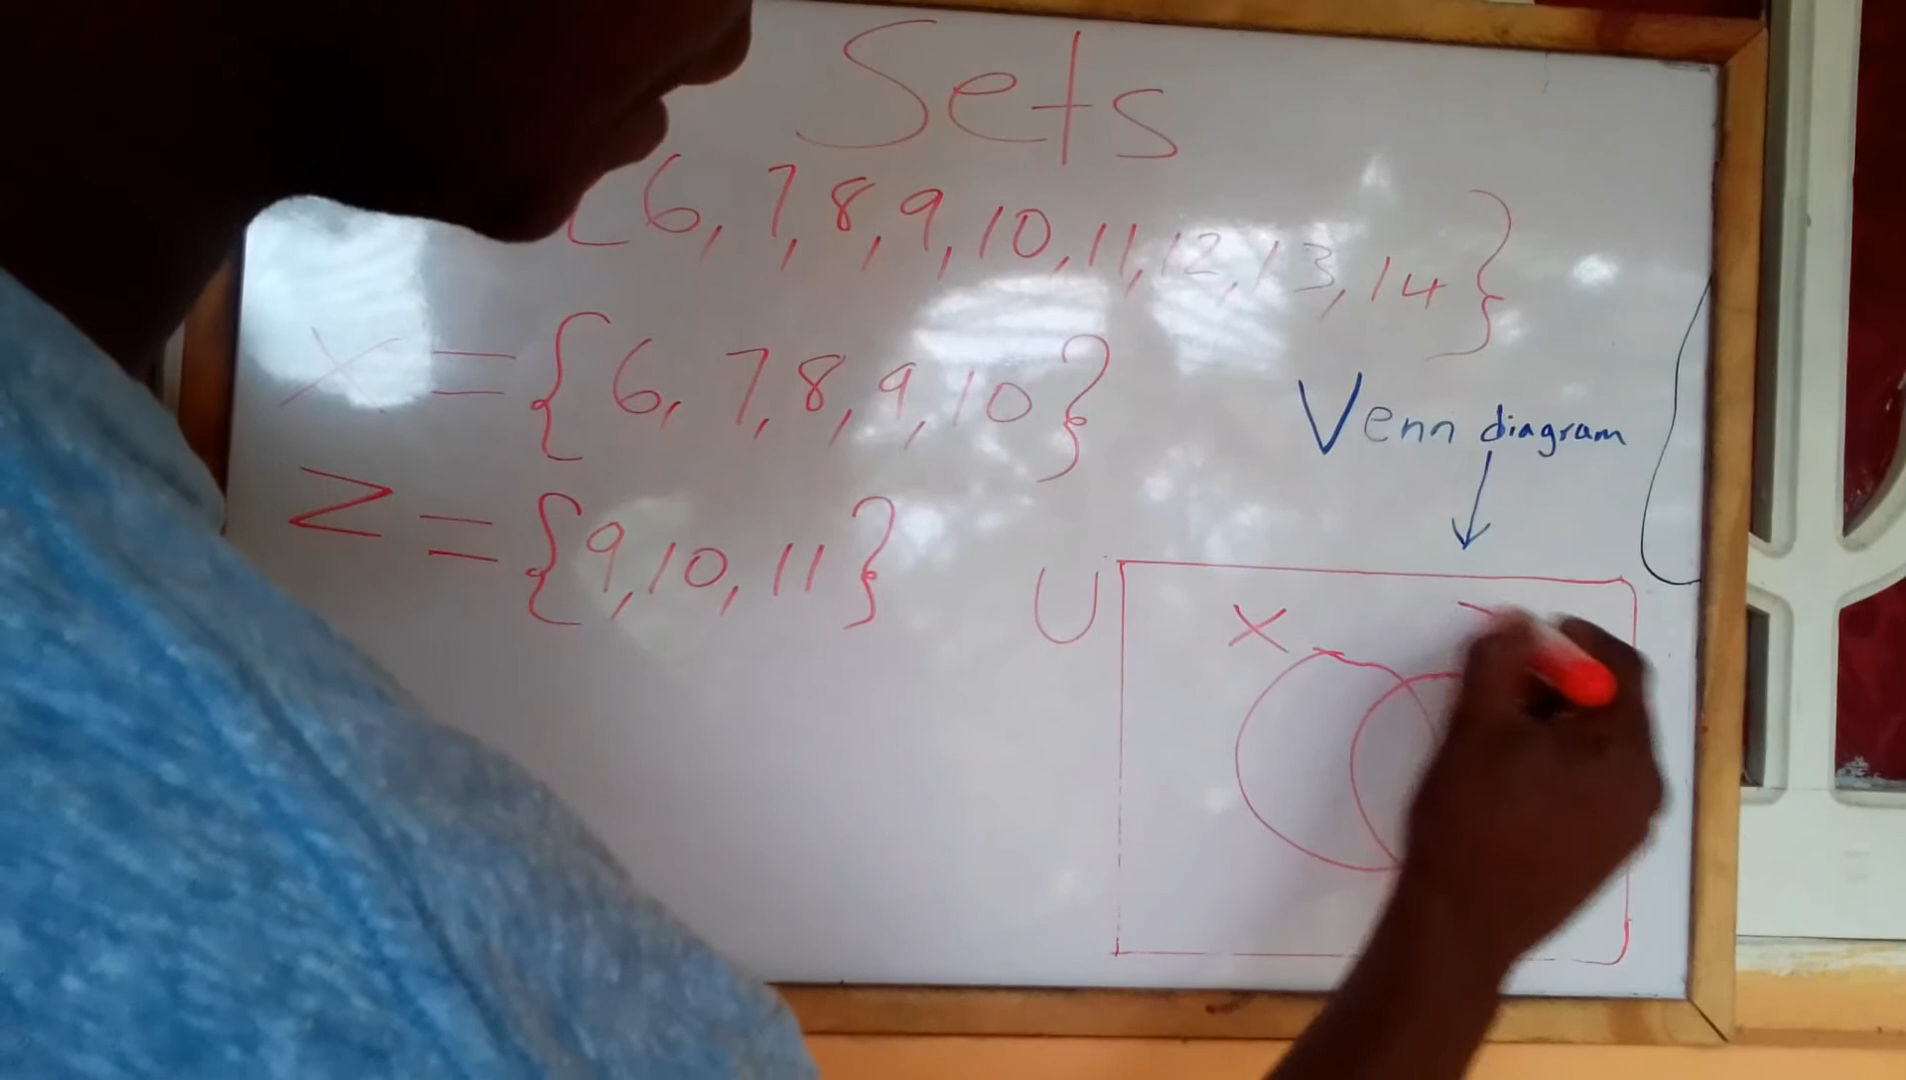 Sets
{6, 7, 8, 9, 10, 11, 12, 13, 14}
X = {6, 7, 8, 9, 10}
Z = {9, 10, 11}
Venn diagram
U
X